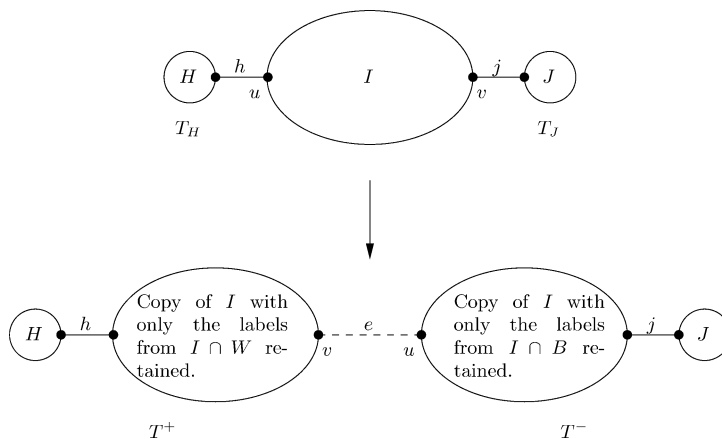 H h I j J
u v
T_H T_J
Copy of I with Copy of I with
H h only the labels e only the labels j J
from I ∩ W re- v u from I ∩ B re-
tained. tained.
T^+ T^-